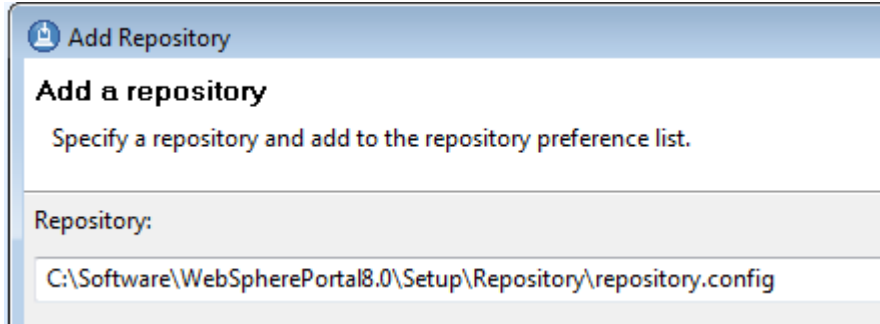 Add Repository
Add a repository
Specify a repository and add to the repository preference list.
Repository:
C:\Software\WebSpherePortal8.0\Setup\Repository\repository.config